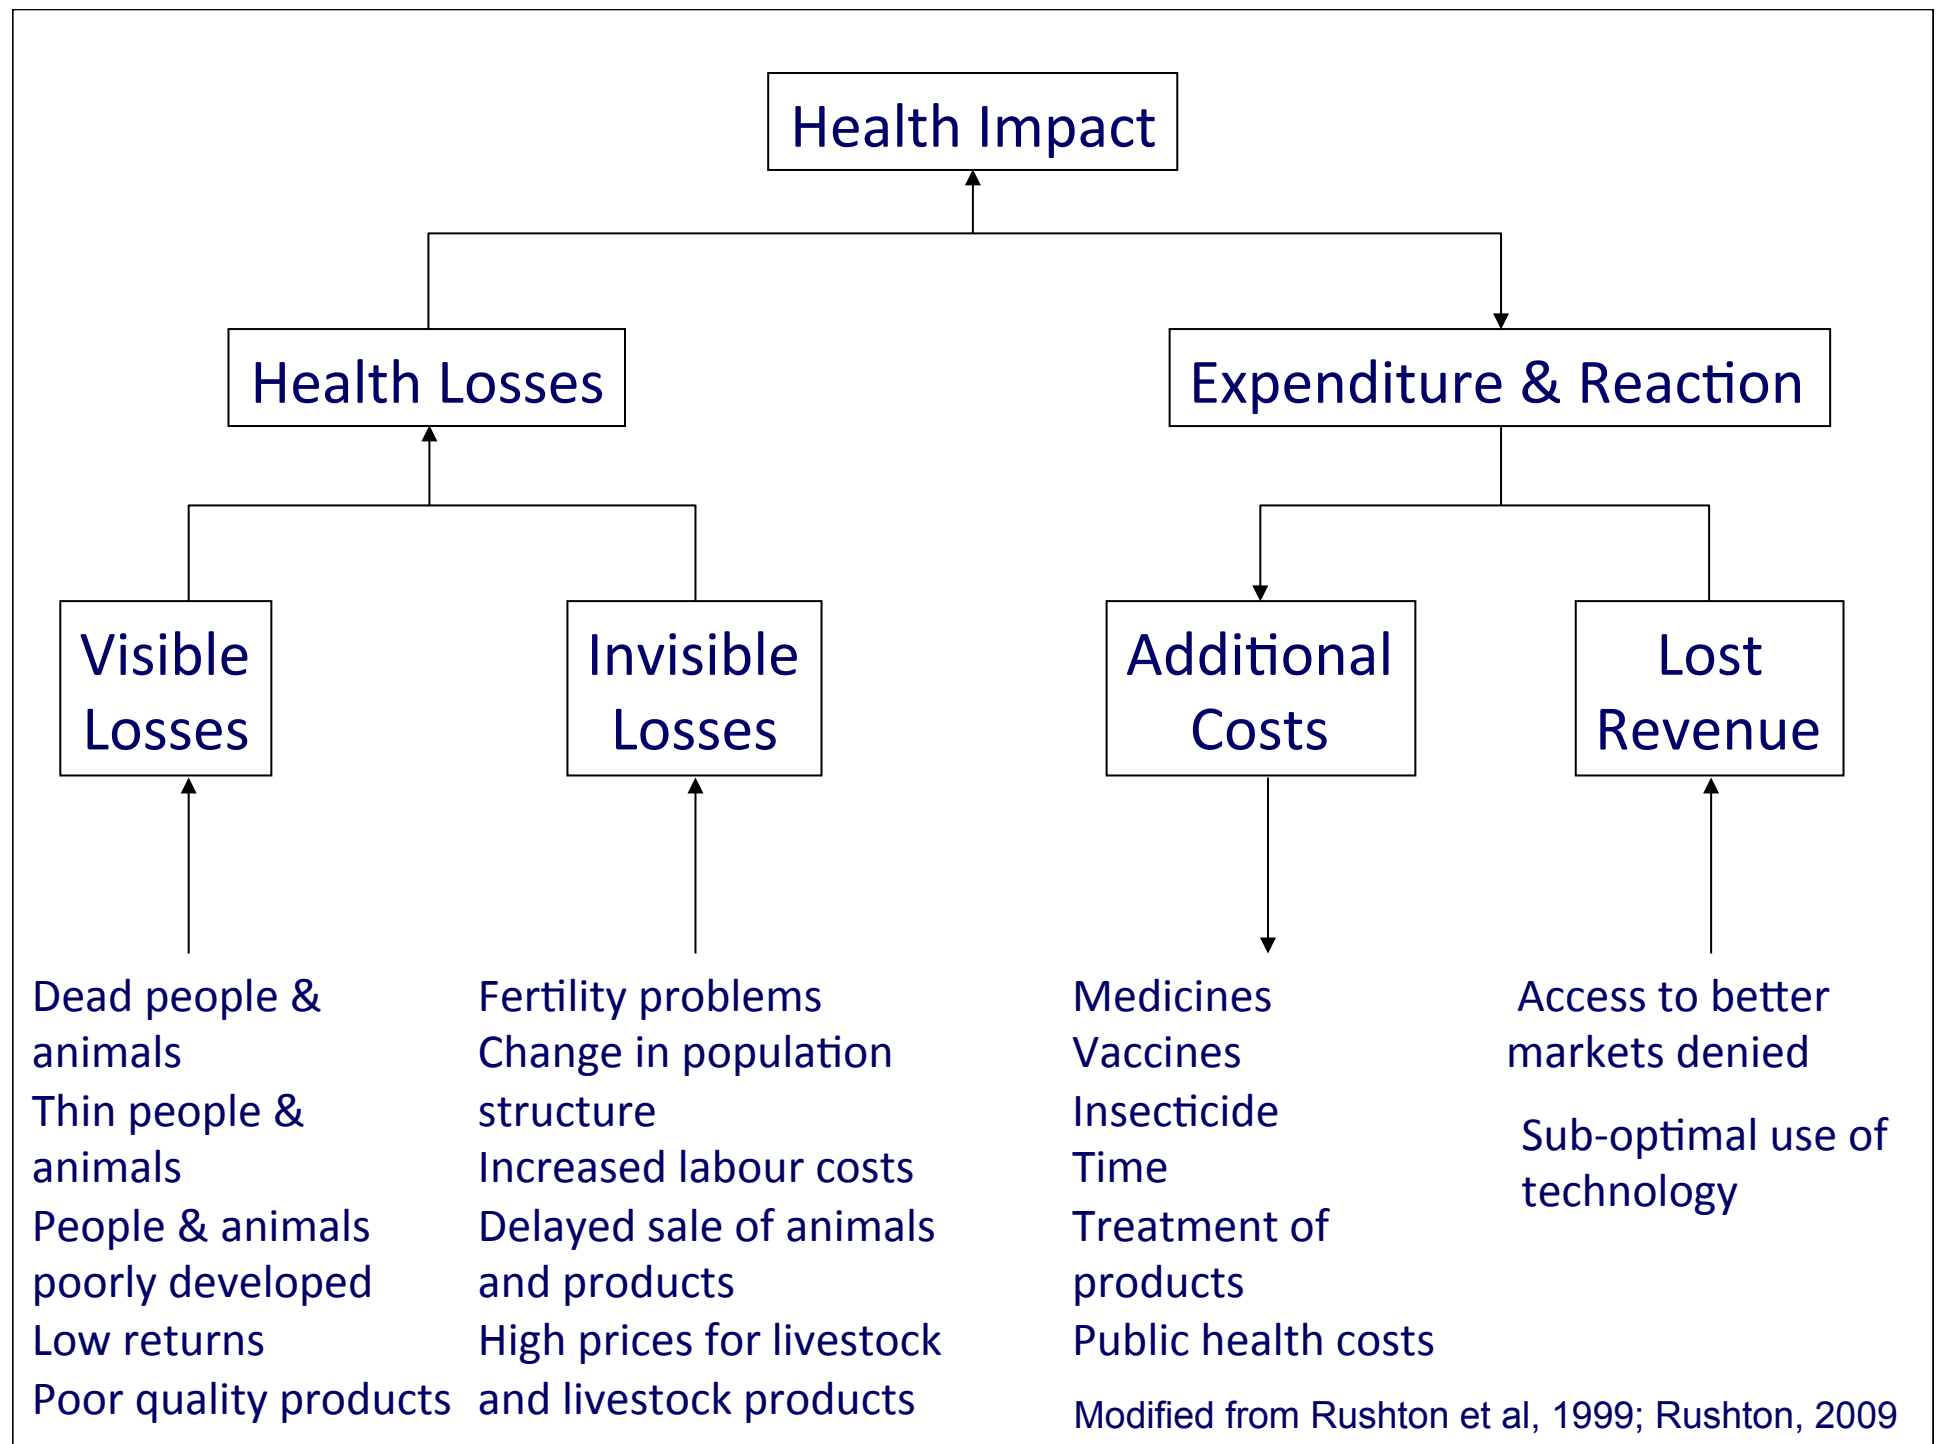 Health Impact
Health Losses
Expenditure & Reaction
Visible
Losses
Invisible
Losses
Additional
Costs
Lost
Revenue
Dead people &
animals
Thin people &
animals
People & animals
poorly developed
Low returns
Poor quality products
Fertility problems
Change in population
structure
Increased labour costs
Delayed sale of animals
and products
High prices for livestock
and livestock products
Medicines
Vaccines
Insecticide
Time
Treatment of
products
Public health costs
Access to better
markets denied
Sub-optimal use of
technology
Modified from Rushton et al, 1999; Rushton, 2009